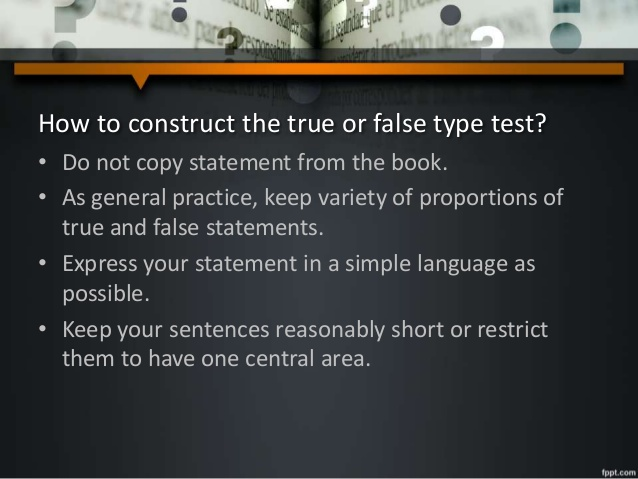 How to construct the true or false type test?
• Do not copy statement from the book.
• As general practice, keep variety of proportions of
true and false statements.
• Express your statement in a simple language as
possible.
• Keep your sentences reasonably short or restrict
them to have one central area.
fppt.com